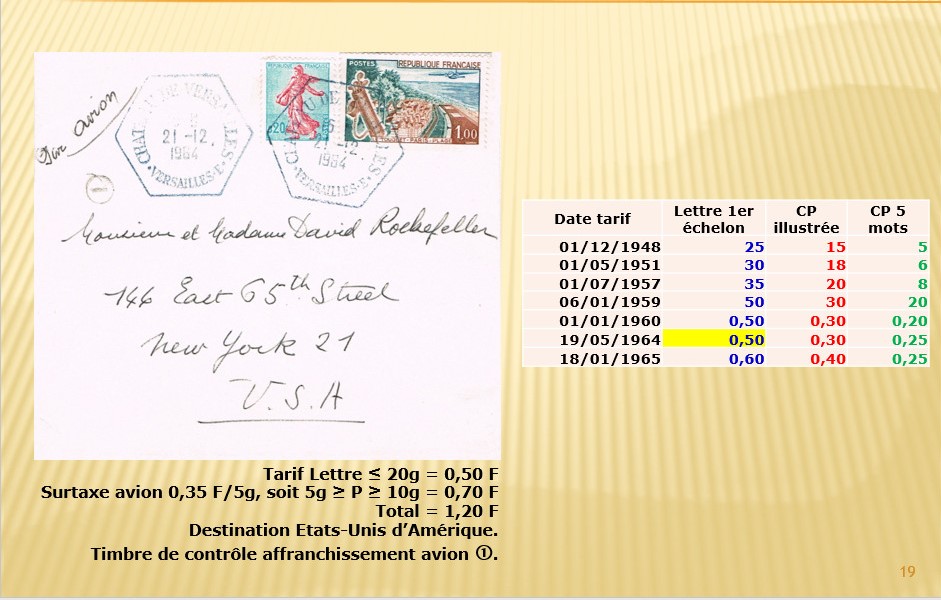 Par avion
CHATEAU DE VERSAILLES
21-12.
1964
VERSAILLES-E
REPUBLIQUE FRANÇAISE
0,20
POSTES
REPUBLIQUE FRANÇAISE
1,00
21-12.
1964
VERSAILLES-E
1
Monsieur et Madame David Rockefeller
146 East 65th Street
New York 21
U.S.A
Date tarif Lettre 1er échelon CP illustrée CP 5 mots
01/12/1948 25 15 5
01/05/1951 30 18 6
01/07/1957 35 20 8
06/01/1959 50 30 20
01/01/1960 0,50 0,30 0,20
19/05/1964 0,50 0,30 0,25
18/01/1965 0,60 0,40 0,25
Tarif Lettre ≤ 20g = 0,50 F
Surtaxe avion 0,35 F/5g, soit 5g ≥ P ≥ 10g = 0,70 F
Total = 1,20 F
Destination Etats-Unis d’Amérique.
Timbre de contrôle affranchissement avion ①.
19